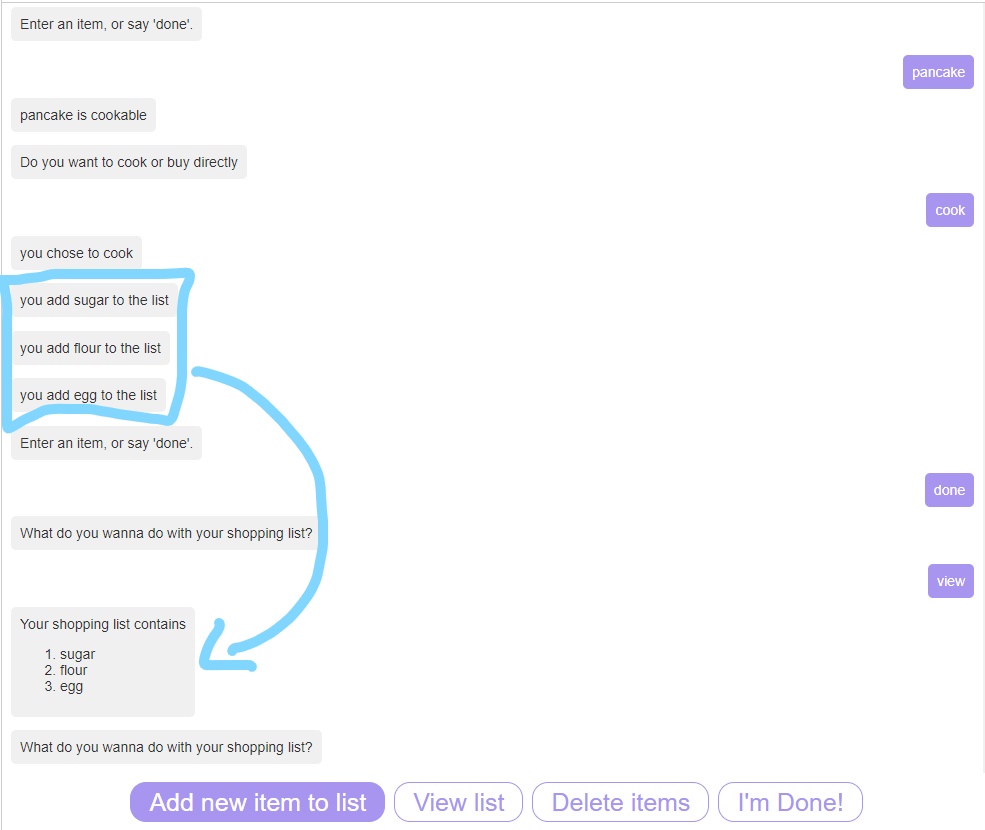 Enter an item, or say 'done'.
pancake
pancake is cookable
Do you want to cook or buy directly
cook
you chose to cook
you add sugar to the list
you add flour to the list
you add egg to the list
Enter an item, or say 'done'.
done
What do you wanna do with your shopping list?
view
Your shopping list contains
1. sugar
2. flour
3. egg
What do you wanna do with your shopping list?
Add new item to list
View list
Delete items
I'm Done!